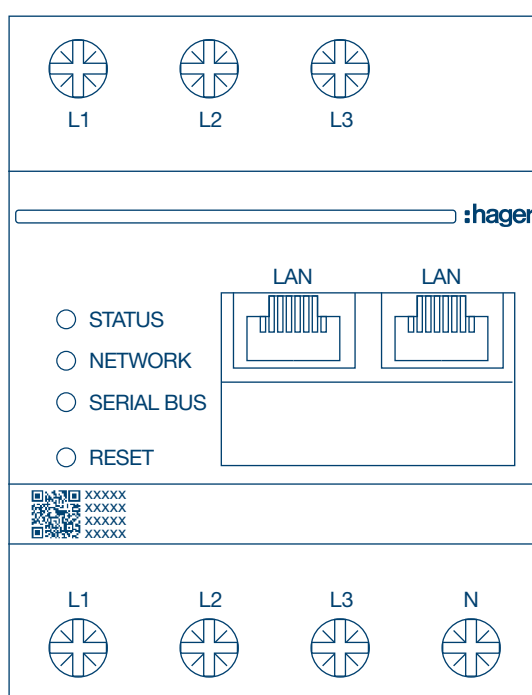 L1 L2 L3
:hager
LAN LAN
STATUS
NETWORK
SERIAL BUS
RESET
XXXXX
XXXXX
XXXXX
XXXXX
L1 L2 L3 N